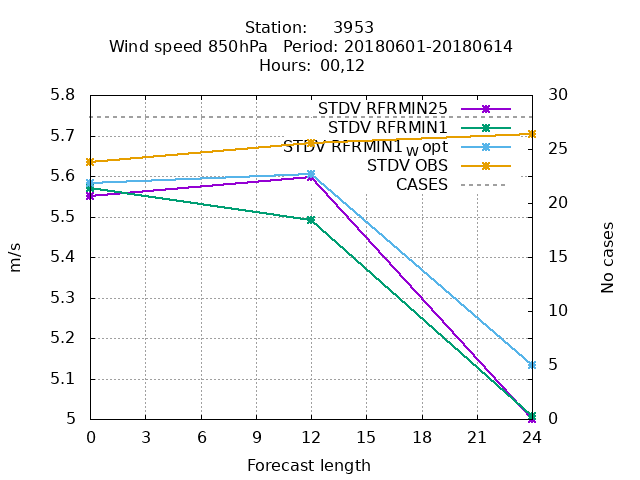 Station: 3953
Wind speed 850hPa Period: 20180601-20180614
Hours: 00,12
STDV RFRMIN25
STDV RFRMIN1
STDV RFRMIN1_W opt
STDV OBS
CASES
5.8
5.7
5.6
5.5
5.4
5.3
5.2
5.1
5
30
25
20
15
10
5
0
m/s
No cases
0 3 6 9 12 15 18 21 24
Forecast length